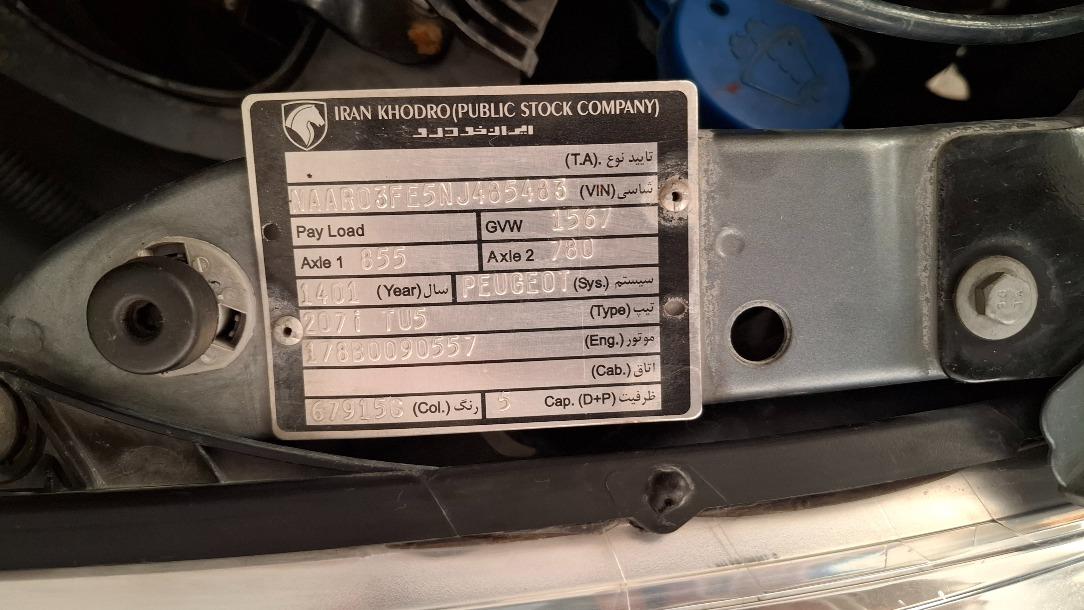 IRAN KHODRO(PUBLIC STOCK COMPANY)
ایران خودرو
تایید نوع .(T.A)
شاسی (VIN) NAAR03FE5NJ485483
Pay Load GVW 1567
Axle 1 855 Axle 2 780
1401 سال (Year) PEUGEOT سیستم (Sys.)
207i TU5 تیپ (Type)
178B0090557 موتور (Eng.)
اتاق (Cab.)
رنگ (Col.) 5 Cap. (D+P) ظرفیت